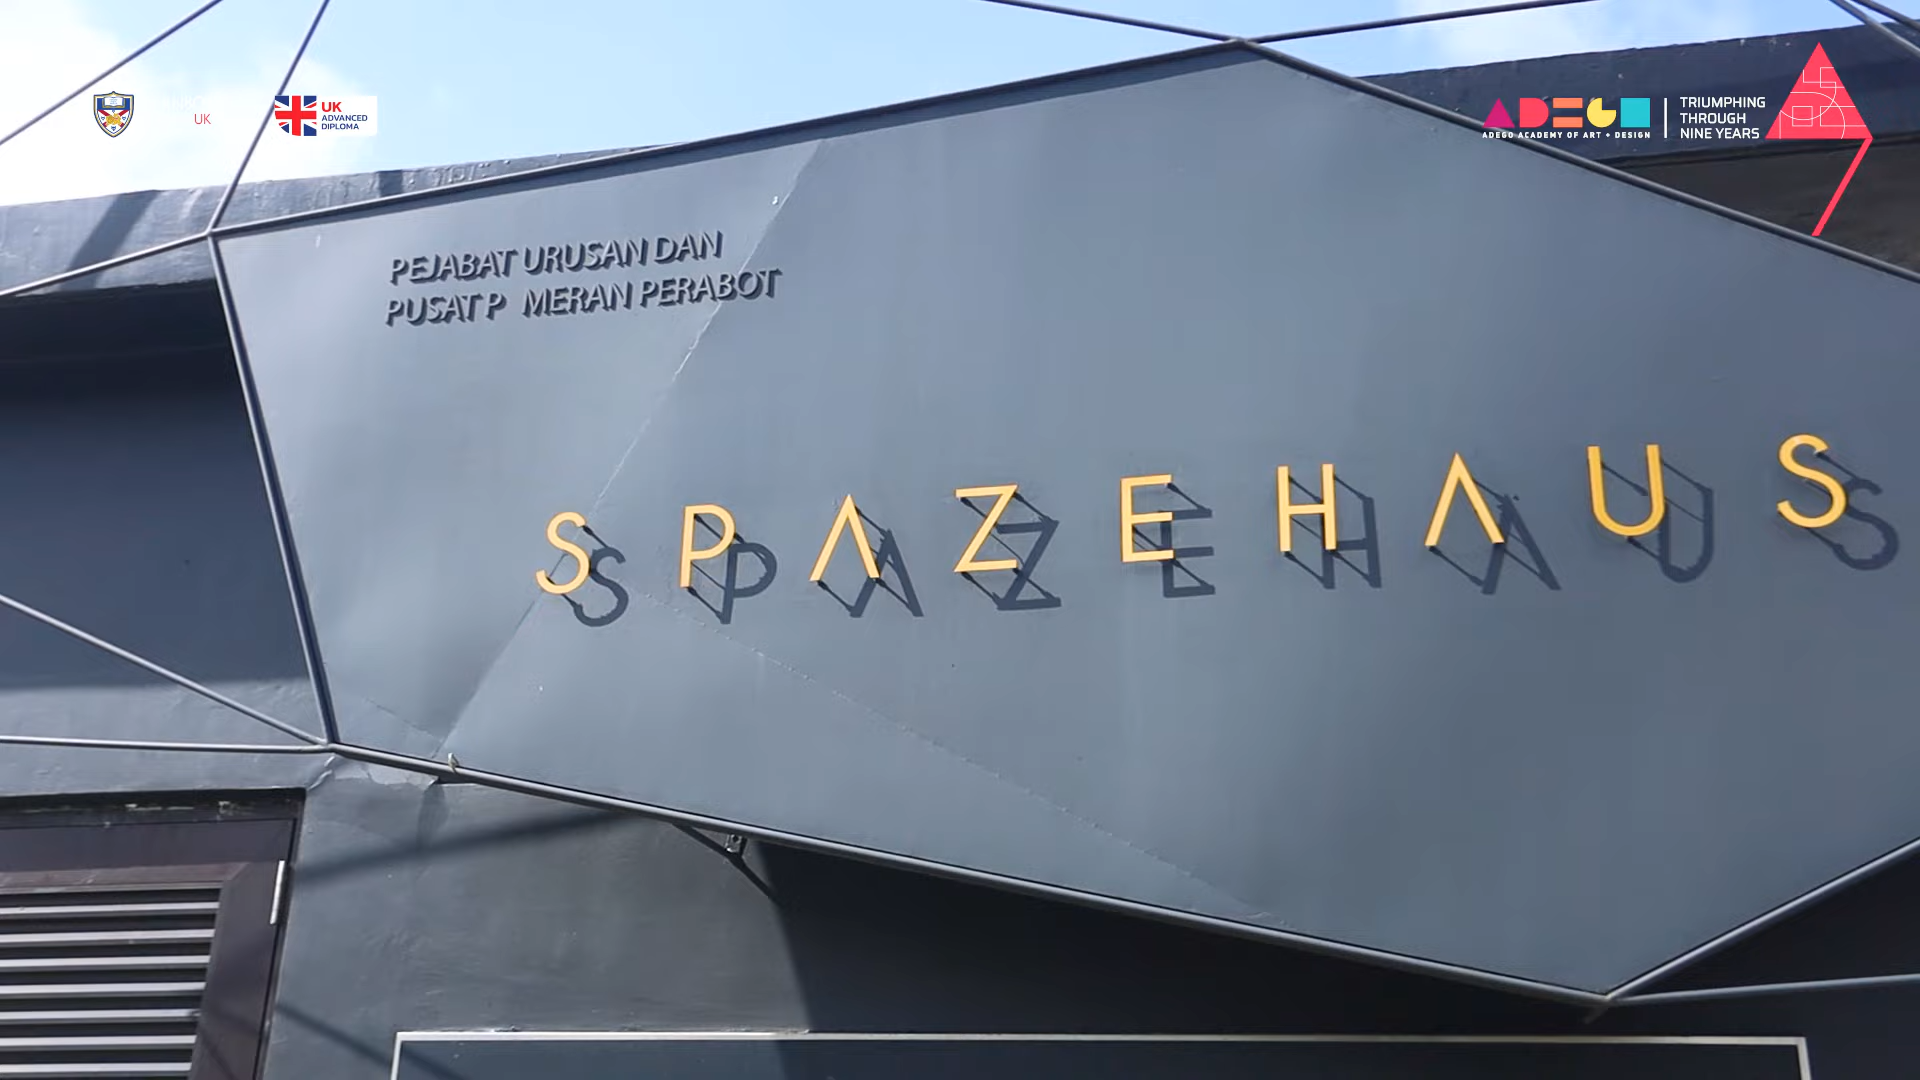 UK
UK
ADVANCED
DIPLOMA
ADEGO
ADEGO ACADEMY OF ART + DESIGN
TRIUMPHING
THROUGH
NINE YEARS
PEJABAT URUSAN DAN
PUSAT P MERAN PERABOT
SPAZEHAUS